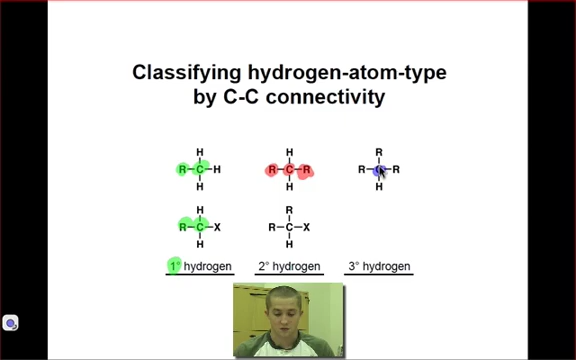 Classifying hydrogen-atom-type
by C-C connectivity
H H R
R-C-H R-C-R R-C-R
H H H
H R
R-C-X R-C-X
H H
1° hydrogen 2° hydrogen 3° hydrogen